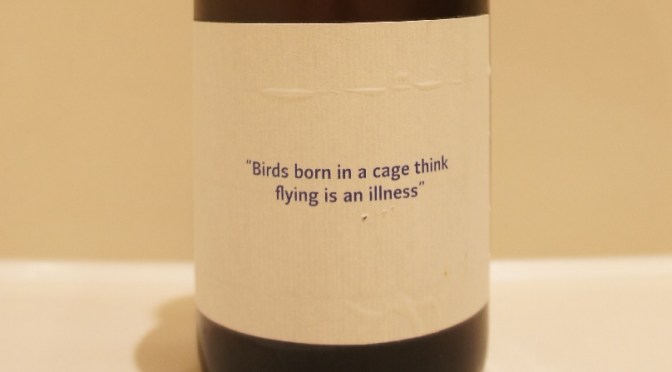 “Birds born in a cage think
flying is an illness”